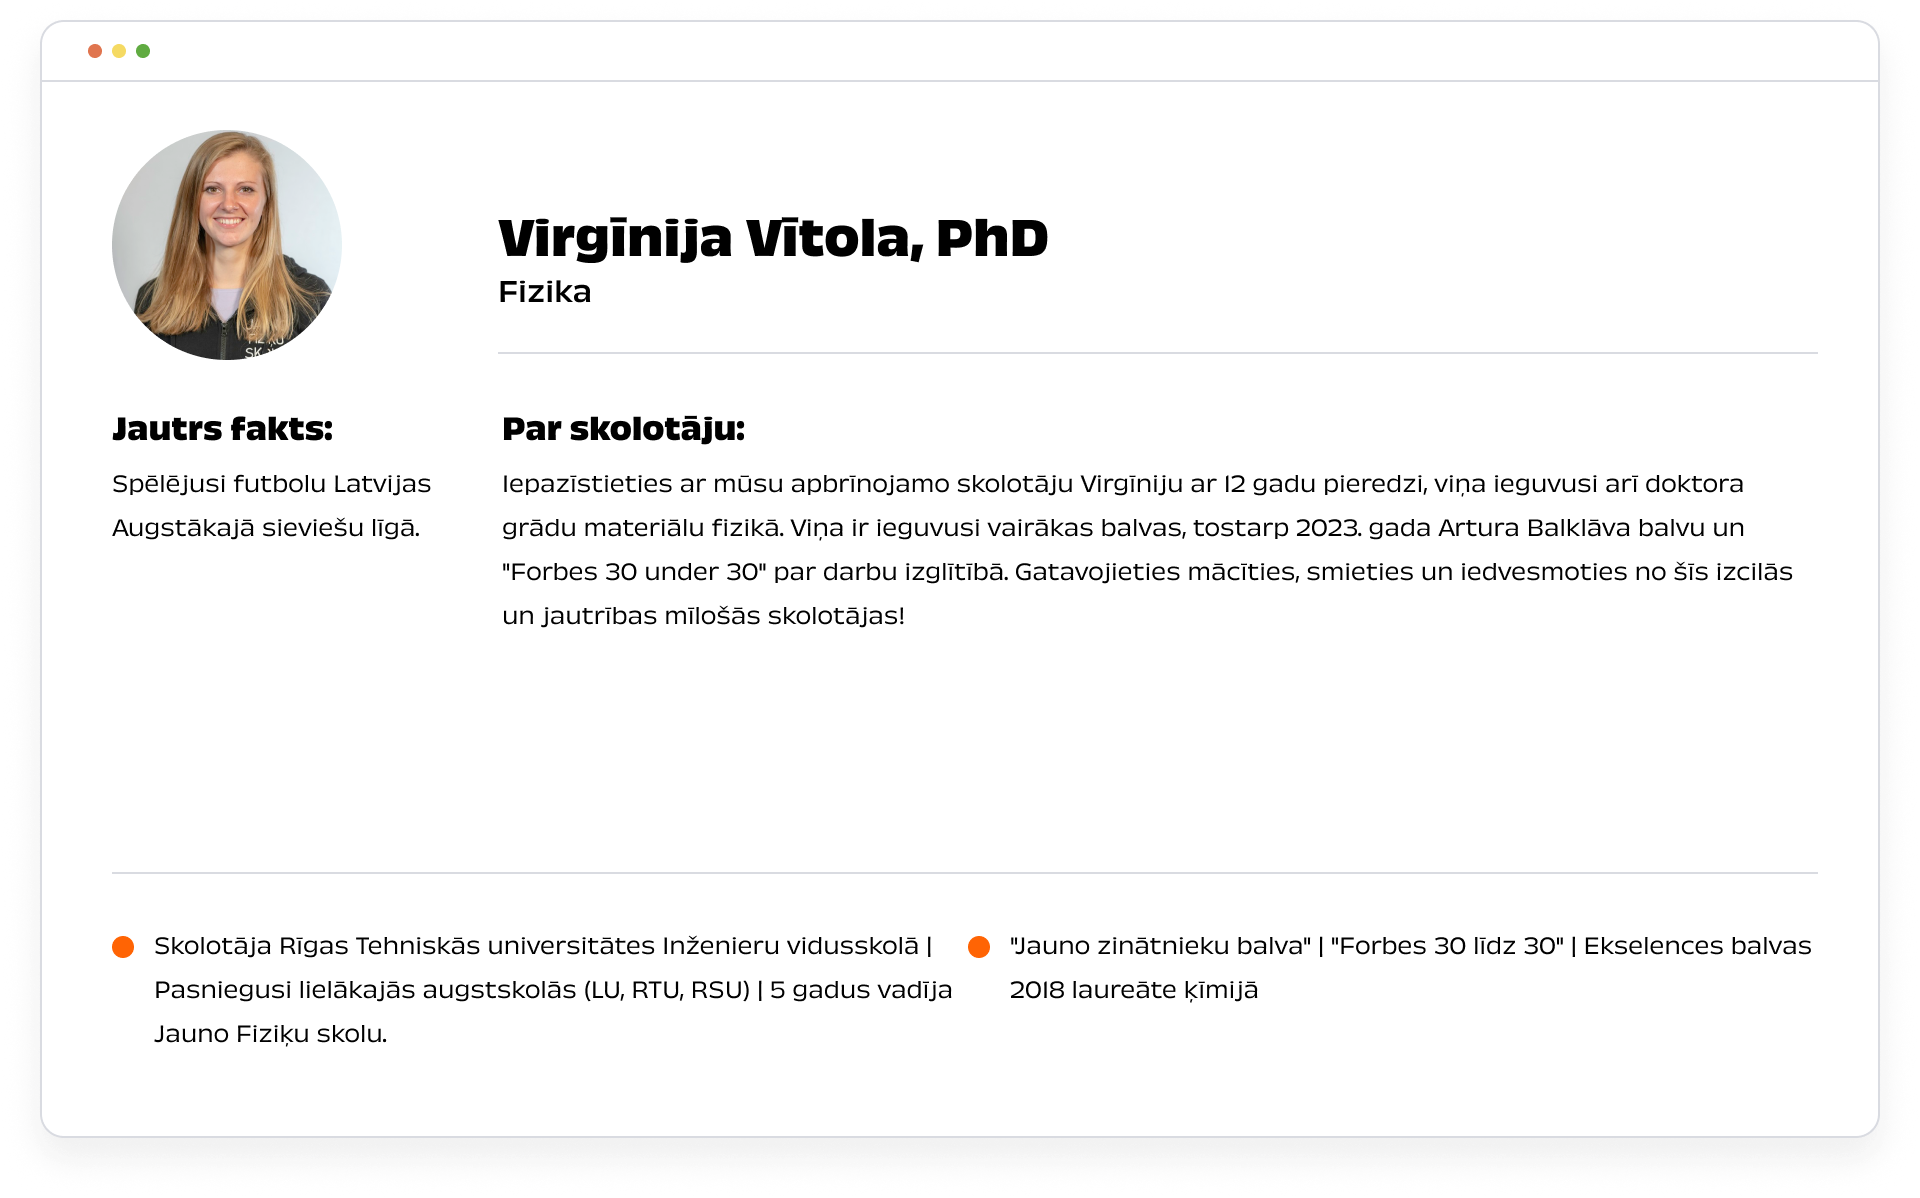 Virgīnija Vītola, PhD
Fizika
Jautrs fakts:
Spēlējusi futbolu Latvijas
Augstākajā sieviešu līgā.
Par skolotāju:
Iepazīstieties ar mūsu apbrīnojamo skolotāju Virgīniju ar 12 gadu pieredzi, viņa ieguvusi arī doktora
grādu materiālu fizikā. Viņa ir ieguvusi vairākas balvas, tostarp 2023. gada Artura Balklāva balvu un
"Forbes 30 under 30" par darbu izglītībā. Gatavojieties mācīties, smieties un iedvesmoties no šīs izcilās
un jautrības mīlošās skolotājas!
Skolotāja Rīgas Tehniskās universitātes Inženieru vidusskolā |
Pasniegusi lielākajās augstskolās (LU, RTU, RSU) | 5 gadus vadīja
Jauno Fiziķu skolu.
"Jauno zinātnieku balva" | "Forbes 30 līdz 30" | Ekselences balvas
2018 laureāte ķīmijā